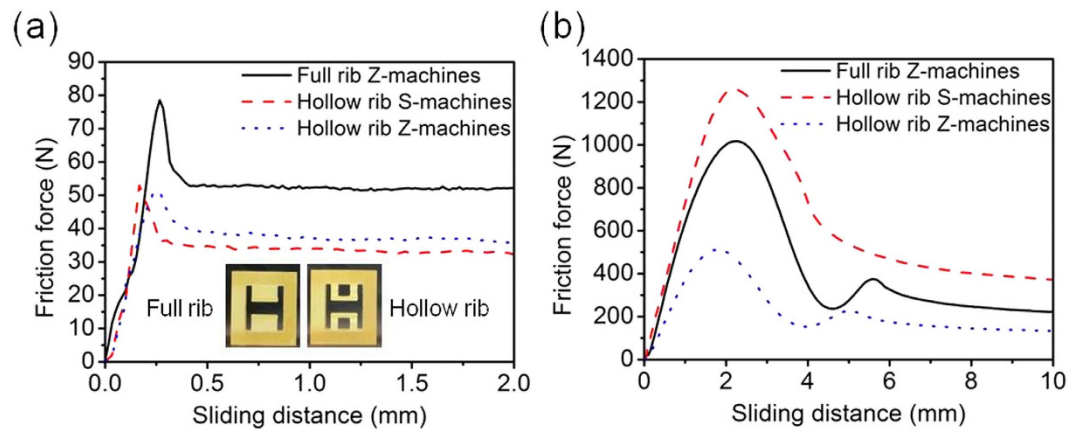 (a)
90
80
70
60
50
40
30
20
10
0
Friction force (N)
Full rib Z-machines
Hollow rib S-machines
Hollow rib Z-machines
Full rib
Hollow rib
0.0 0.5 1.0 1.5 2.0
Sliding distance (mm)
(b)
1400
1200
1000
800
600
400
200
0
Friction force (N)
Full rib Z-machines
Hollow rib S-machines
Hollow rib Z-machines
0 2 4 6 8 10
Sliding distance (mm)